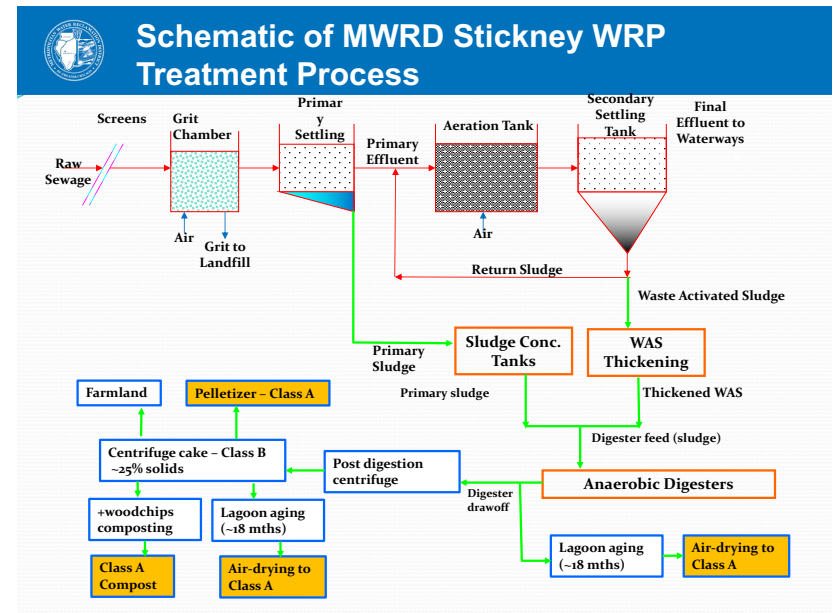 Schematic of MWRD Stickney WRP
Treatment Process
Screens
Grit
Chamber
Primar
y
Settling
Primary
Effluent
Aeration Tank
Secondary
Settling
Tank
Final
Effluent to
Waterways
Raw
Sewage
Air
Grit to
Landfill
Air
Return Sludge
Waste Activated Sludge
Primary
Sludge
Sludge Conc.
Tanks
WAS
Thickening
Primary sludge
Thickened WAS
Digester feed (sludge)
Farmland
Pelletizer – Class A
Centrifuge cake – Class B
~25% solids
Post digestion
centrifuge
Digester
drawoff
Anaerobic Digesters
+woodchips
composting
Lagoon aging
(~18 mths)
Class A
Compost
Air-drying to
Class A
Lagoon aging
(~18 mths)
Air-drying to
Class A